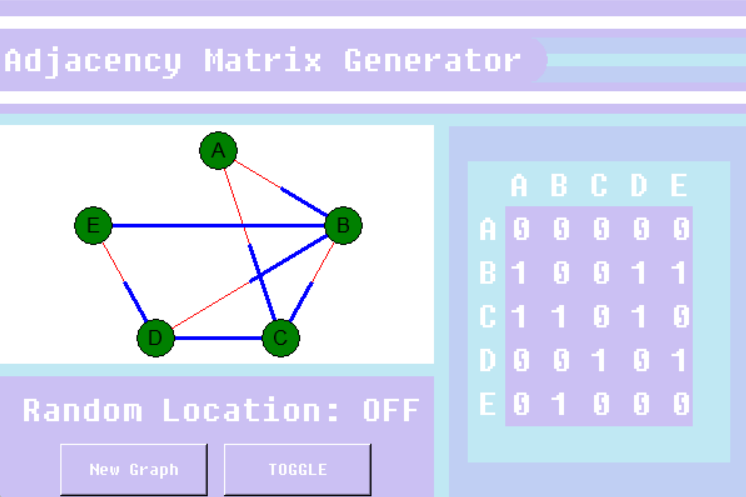 Adjacency Matrix Generator
A
E B
D C
Random Location: OFF
New Graph TOGGLE
A B C D E
A 0 0 0 0 0
B 1 0 0 1 1
C 1 1 0 1 0
D 0 0 1 0 1
E 0 1 0 0 0